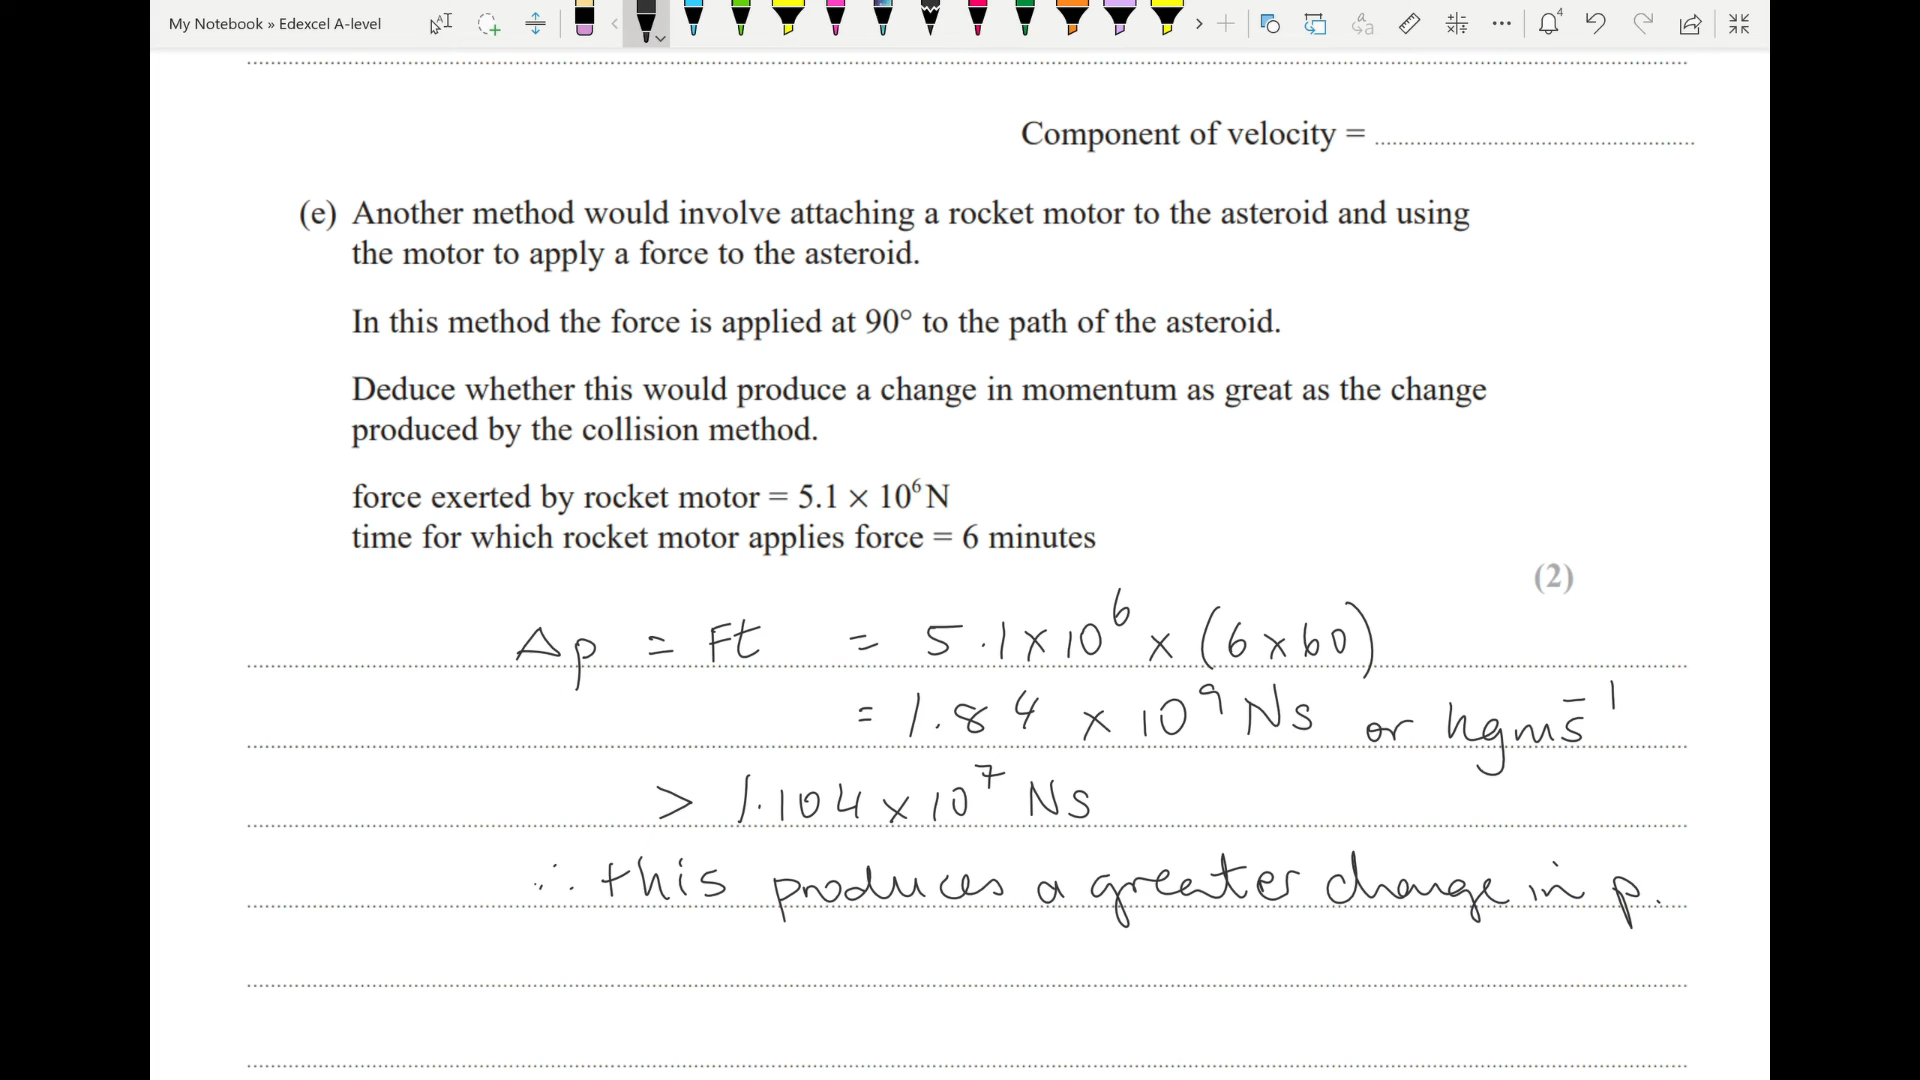 My Notebook » Edexcel A-level
4
Component of velocity = ........................................
(e) Another method would involve attaching a rocket motor to the asteroid and using
the motor to apply a force to the asteroid.
In this method the force is applied at 90° to the path of the asteroid.
Deduce whether this would produce a change in momentum as great as the change
produced by the collision method.
force exerted by rocket motor = 5.1 × 10⁶ N
time for which rocket motor applies force = 6 minutes
(2)
Δp = Ft = 5.1 × 10⁶ × (6 × 60)
= 1.84 × 10⁹ Ns or kgms⁻¹
> 1.104 × 10⁷ Ns
∴ this produces a greater change in p.